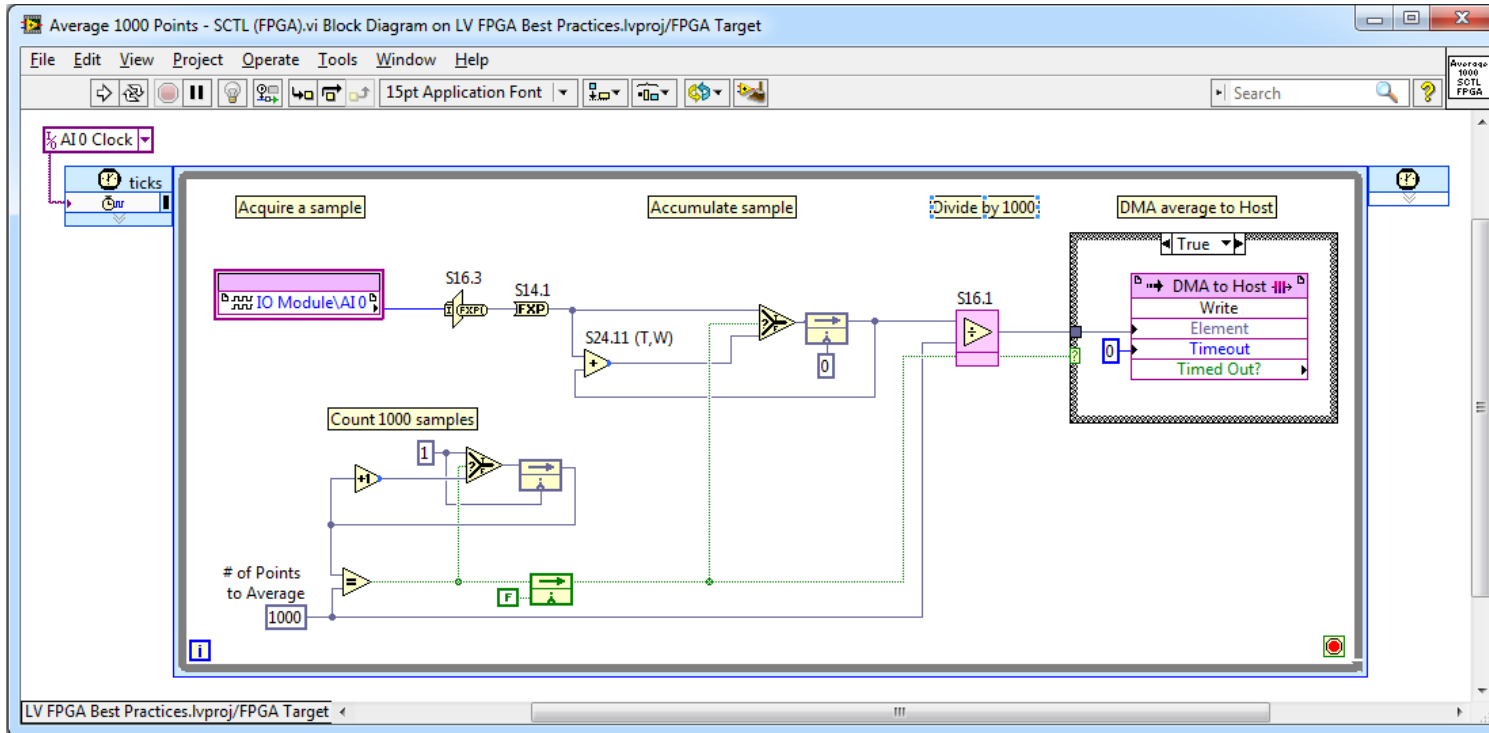 Average 1000 Points - SCTL (FPGA).vi Block Diagram on LV FPGA Best Practices.lvproj/FPGA Target
File Edit View Project Operate Tools Window Help
15pt Application Font
Search
Average
1000
SCTL
FPGA
AI 0 Clock
ticks
Acquire a sample
Accumulate sample
Divide by 1000
DMA average to Host
True
IO Module\AI 0
S16.3
FXP
S14.1
FXP
S24.11 (T,W)
+
?
T
F
0
S16.1
÷
DMA to Host
Write
Element
Timeout
Timed Out?
0
?
Count 1000 samples
1
+1
?
T
F
=
F
# of Points
to Average
1000
i
LV FPGA Best Practices.lvproj/FPGA Target